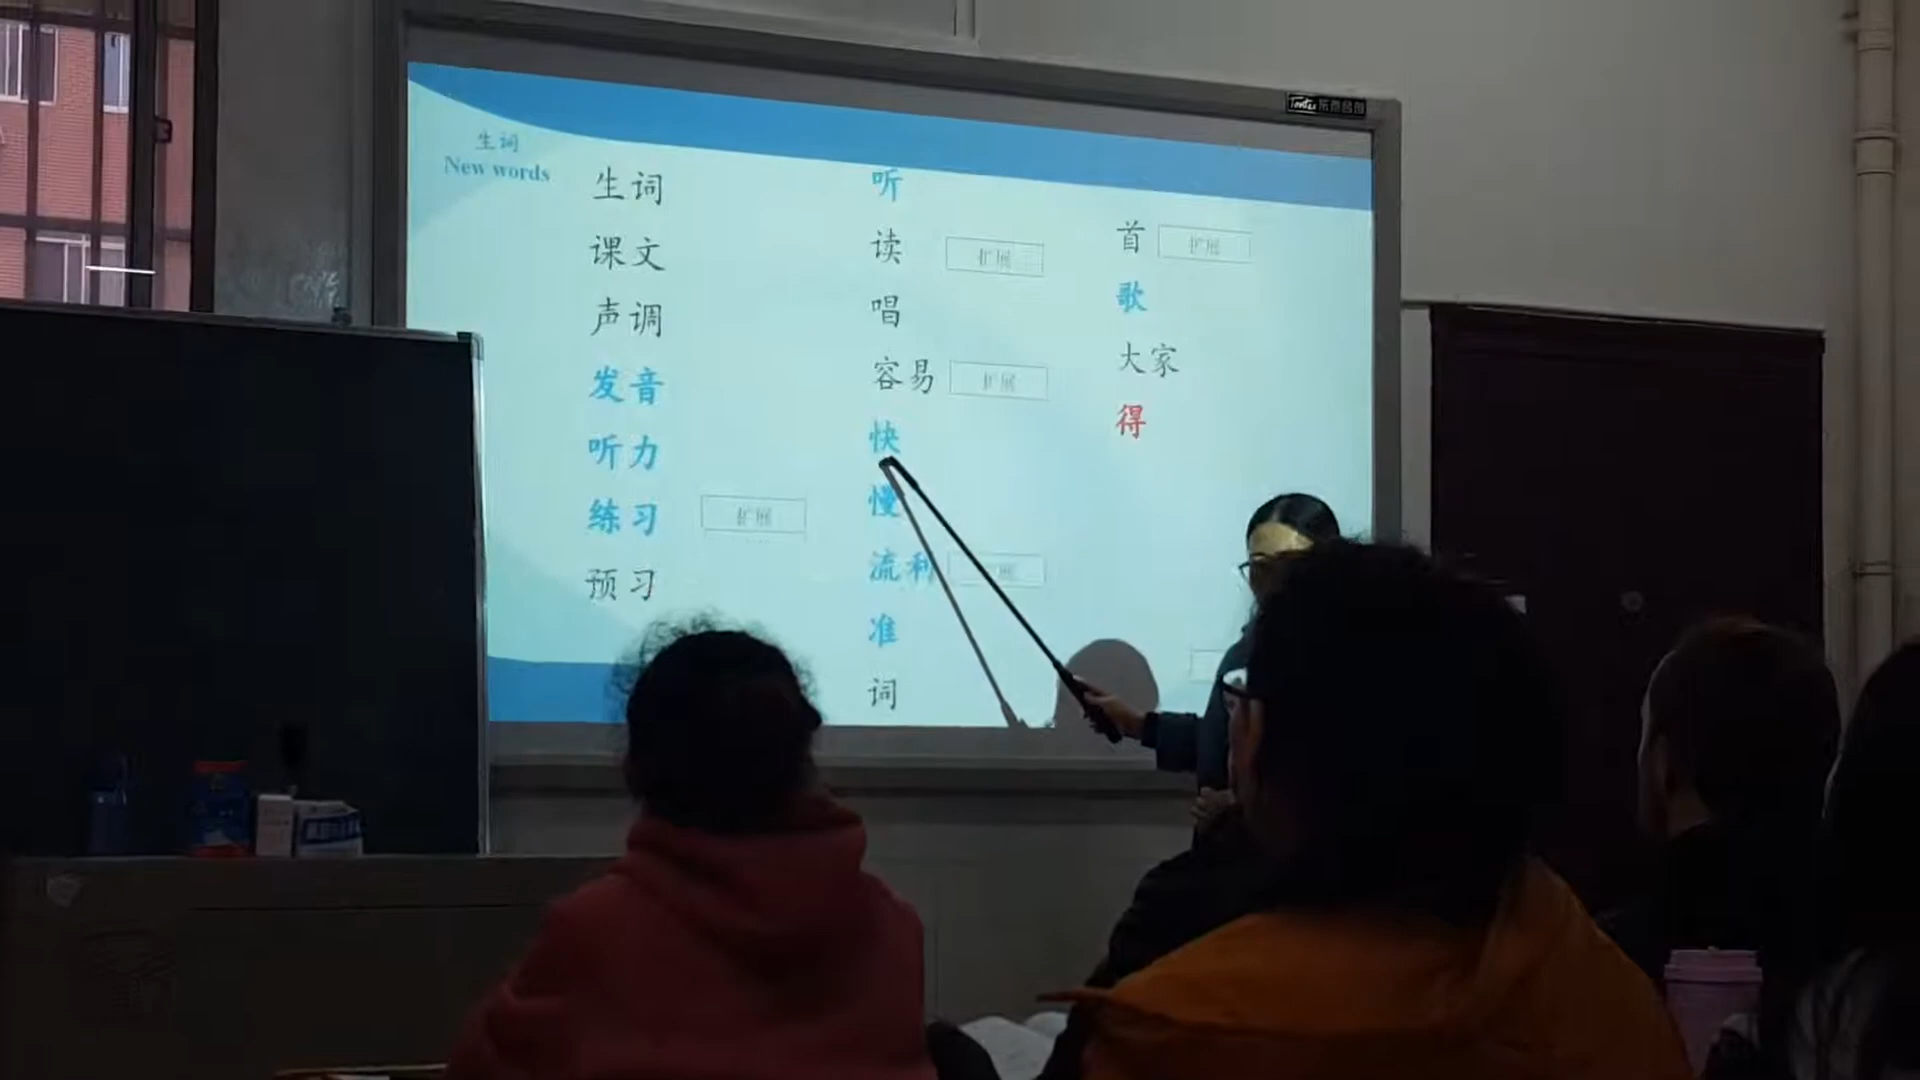 生词
New words
生词
课文
声调
发音
听力
练习 扩展
预习
听
读 扩展
唱
容易 扩展
快
慢
流利 展
准
词
首 扩展
歌
大家
得